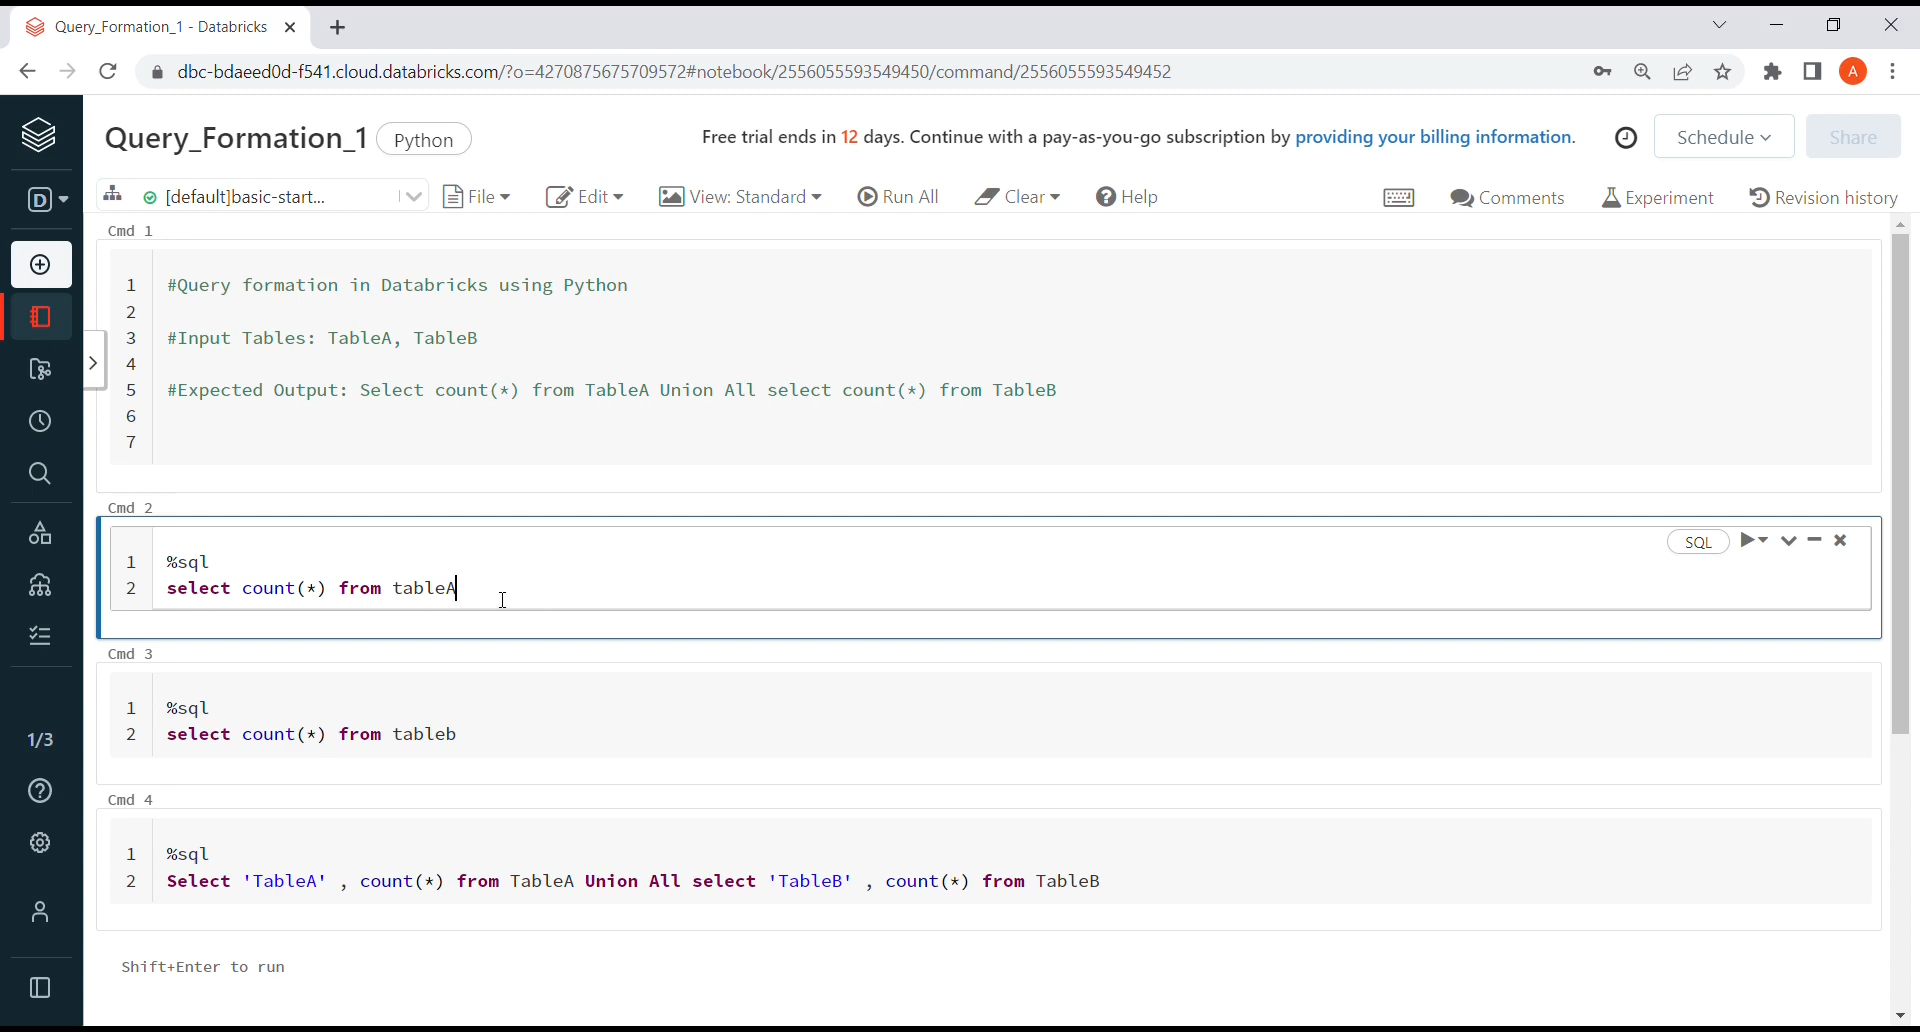 Query_Formation_1 - Databricks
dbc-bdaeed0d-f541.cloud.databricks.com/?o=4270875675709572#notebook/2556055593549450/command/2556055593549452
A
Query_Formation_1 Python
Free trial ends in 12 days. Continue with a pay-as-you-go subscription by providing your billing information.
Schedule
Share
D
[default]basic-start...
File
Edit
View: Standard
Run All
Clear
Help
Comments
Experiment
Revision history
Cmd 1
1 #Query formation in Databricks using Python
2
3 #Input Tables: TableA, TableB
4
5 #Expected Output: Select count(*) from TableA Union All select count(*) from TableB
6
7
Cmd 2
SQL
1 %sql
2 select count(*) from tableA
Cmd 3
1 %sql
2 select count(*) from tableb
1/3
Cmd 4
1 %sql
2 Select 'TableA' , count(*) from TableA Union All select 'TableB' , count(*) from TableB
Shift+Enter to run